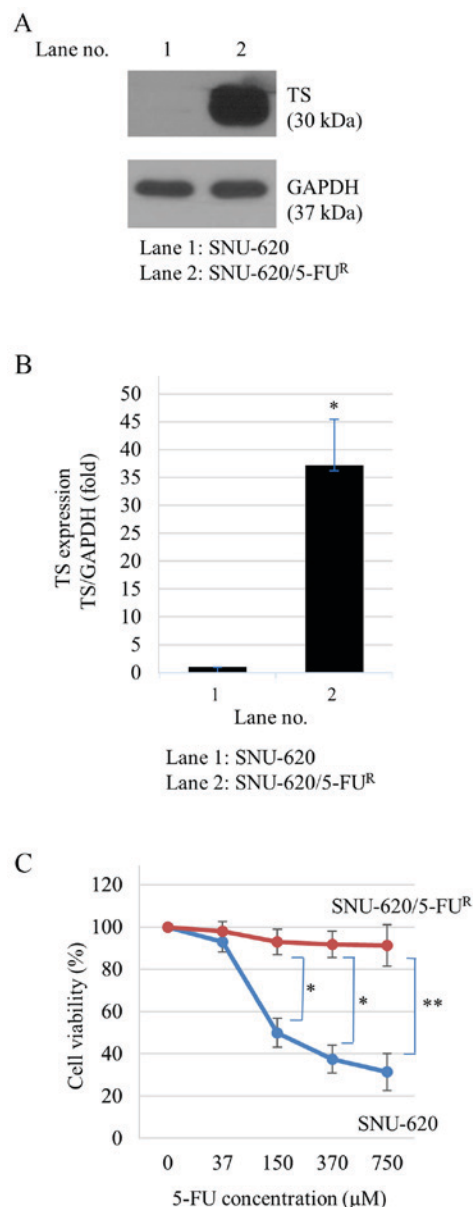 A
Lane no. 1 2
TS
(30 kDa)
GAPDH
(37 kDa)
Lane 1: SNU-620
Lane 2: SNU-620/5-FUᴿ
B
50
45
40
35
30
25
20
15
10
5
0
*
TS expression
TS/GAPDH (fold)
1 2
Lane no.
Lane 1: SNU-620
Lane 2: SNU-620/5-FUᴿ
C
120
100
80
60
40
20
0
Cell viability (%)
SNU-620/5-FUᴿ
* * **
SNU-620
0 37 150 370 750
5-FU concentration (μM)